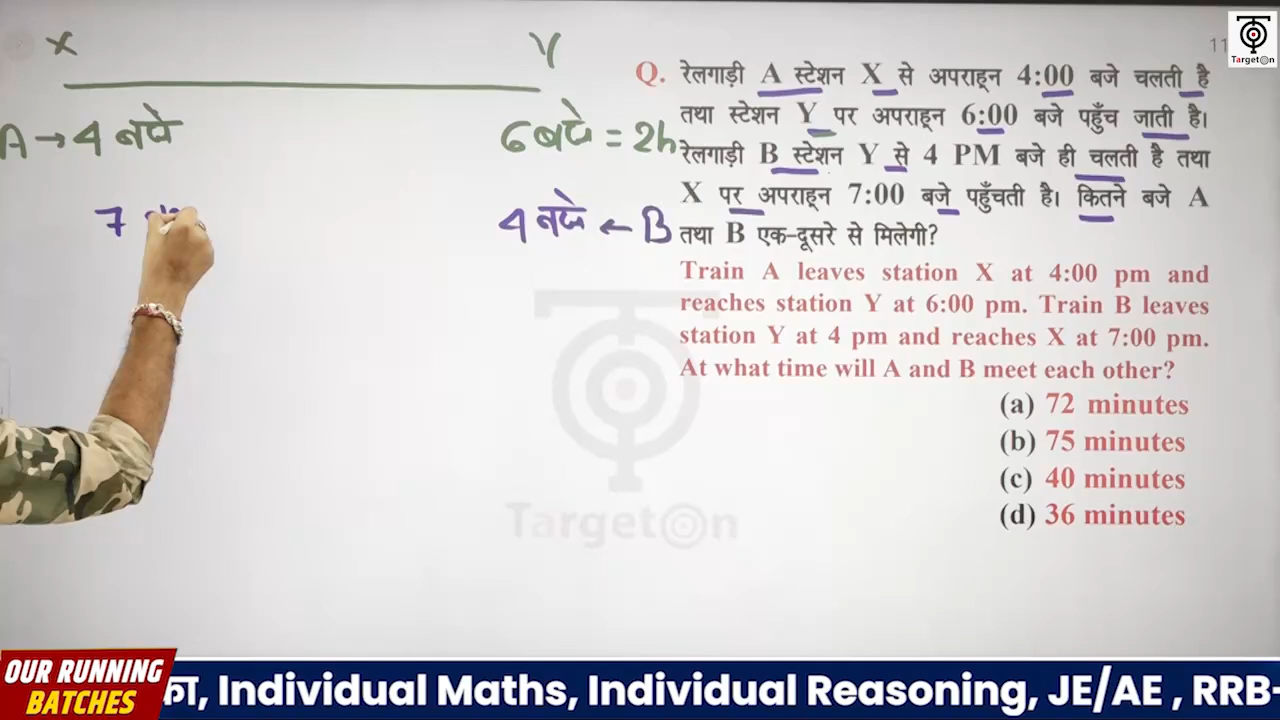 X Y
11
TargetOn
A → 4 बजे 6 बजे = 2h
7 4 बजे ← B
Q. रेलगाड़ी A स्टेशन X से अपराह्न 4:00 बजे चलती है
तथा स्टेशन Y पर अपराह्न 6:00 बजे पहुँच जाती है।
रेलगाड़ी B स्टेशन Y से 4 PM बजे ही चलती है तथा
X पर अपराह्न 7:00 बजे पहुँचती है। कितने बजे A
तथा B एक-दूसरे से मिलेगी?
Train A leaves station X at 4:00 pm and
reaches station Y at 6:00 pm. Train B leaves
station Y at 4 pm and reaches X at 7:00 pm.
At what time will A and B meet each other?
(a) 72 minutes
(b) 75 minutes
(c) 40 minutes
(d) 36 minutes
TargetOn
OUR RUNNING
BATCHES
का, Individual Maths, Individual Reasoning, JE/AE , RRB-